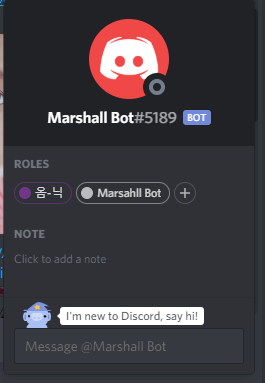 Marshall Bot#5189 BOT
ROLES
옴-닉 Marsahll Bot
NOTE
Click to add a note
I'm new to Discord, say hi!
Message @Marshall Bot